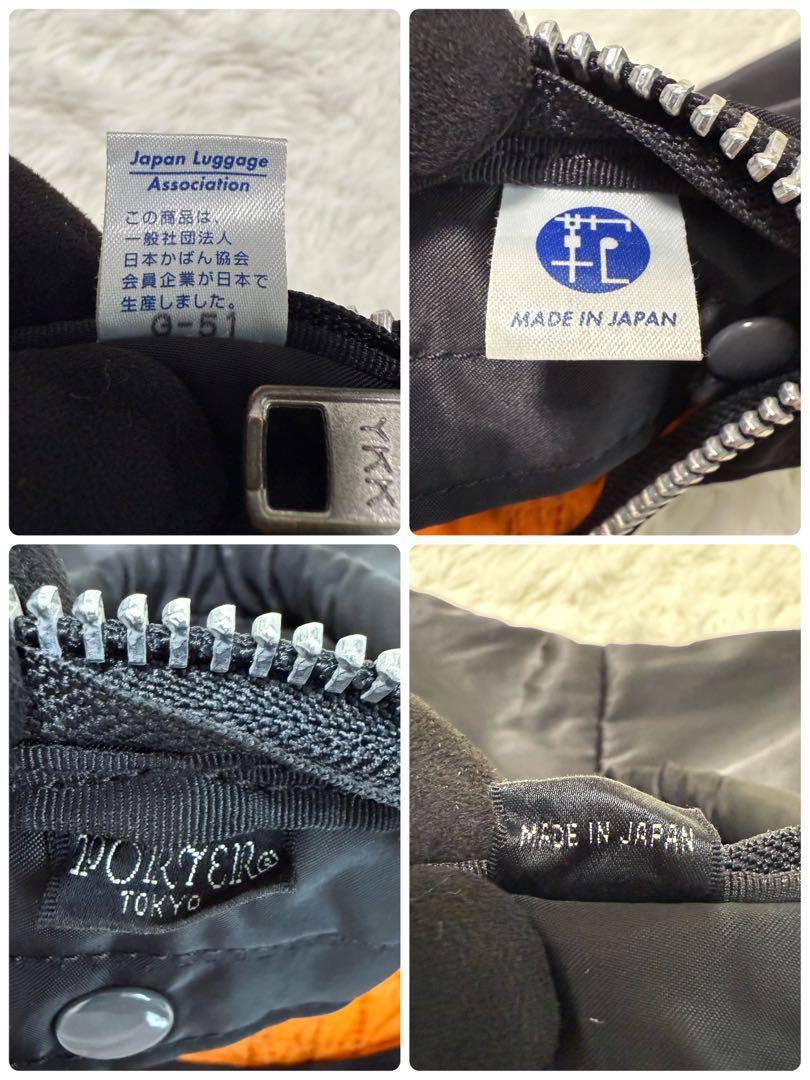 Japan Luggage
Association
この商品は、
一般社団法人
日本かばん協会
会員企業が日本で
生産しました。
G-51
YKK
MADE IN JAPAN
PORTER®
TOKYO
MADE IN JAPAN